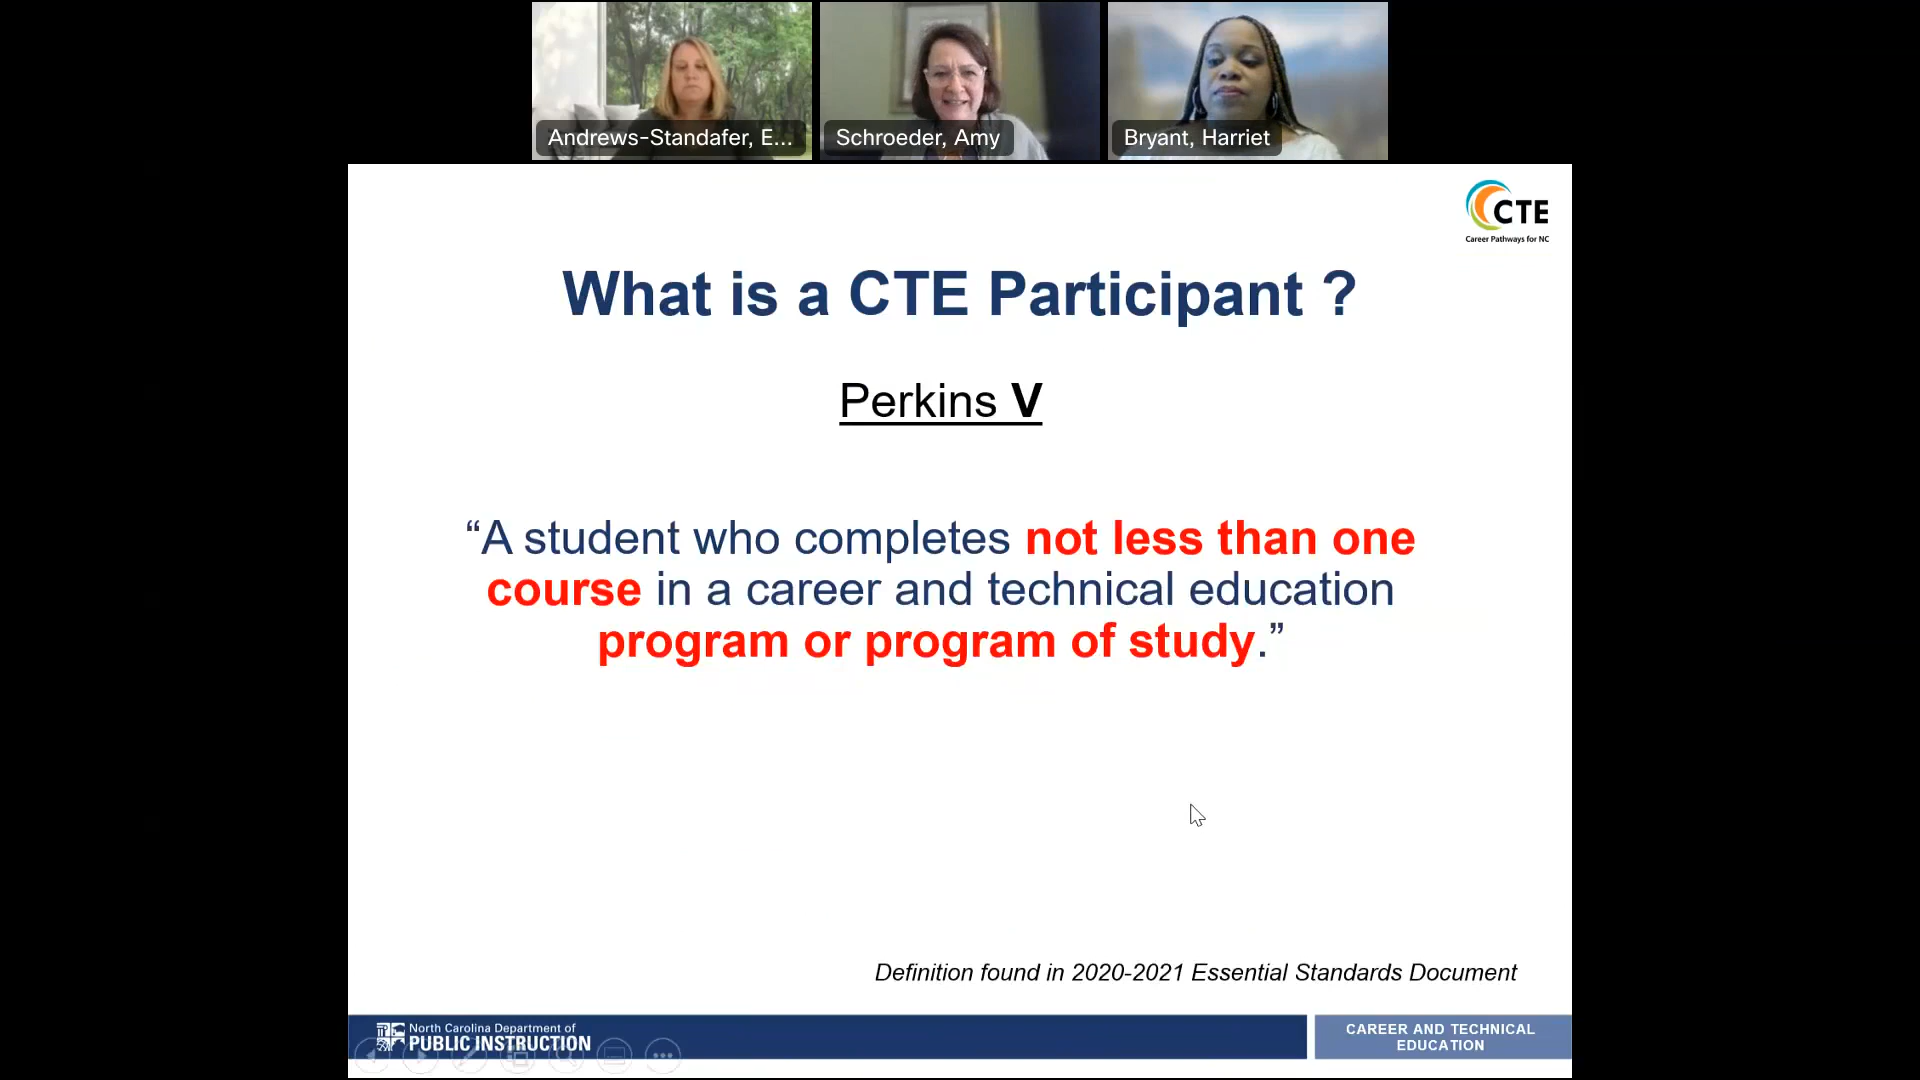 Andrews-Standafer, E...
Schroeder, Amy
Bryant, Harriet
CTE
Career Pathways for NC
What is a CTE Participant ?
Perkins V
“A student who completes not less than one
course in a career and technical education
program or program of study.”
Definition found in 2020-2021 Essential Standards Document
North Carolina Department of
PUBLIC INSTRUCTION
CAREER AND TECHNICAL
EDUCATION